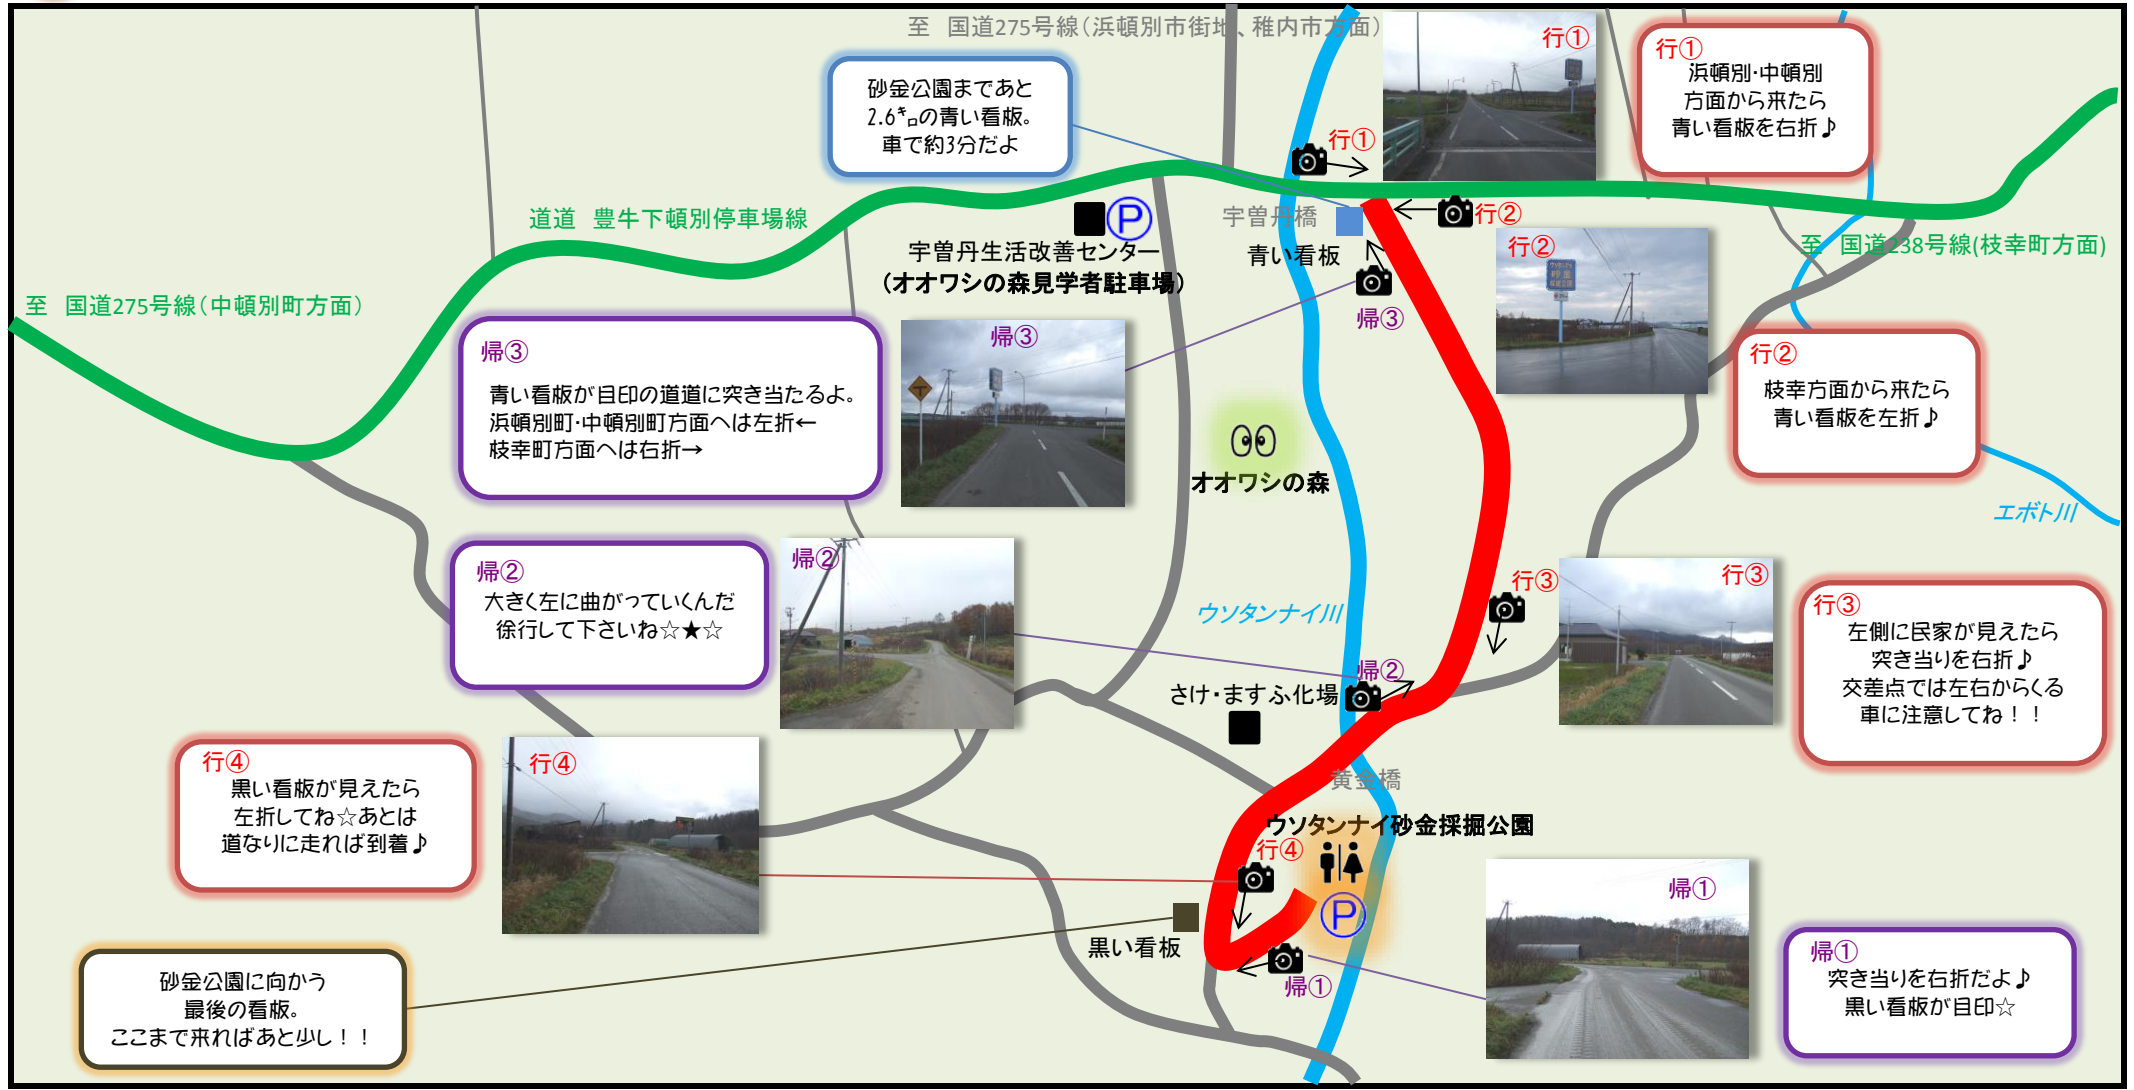 至　国道275号線（浜頓別市街地、稚内市方面）
行①
行①
浜頓別・中頓別
方面から来たら
青い看板を右折♪
砂金公園まであと
2.6㌔の青い看板。
車で約3分だよ
行①
道道　豊牛下頓別停車場線
P
宇曽丹生活改善センター
（オオワシの森見学者駐車場）
宇曽丹橋
青い看板
行②
行②
至　国道238号線(枝幸町方面)
至　国道275号線（中頓別町方面）
帰③
帰③
青い看板が目印の道道に突き当たるよ。
浜頓別町・中頓別町方面へは左折←
枝幸町方面へは右折→
帰③
行②
枝幸方面から来たら
青い看板を左折♪
オオワシの森
エボト川
帰②
大きく左に曲がっていくんだ
徐行して下さいね☆★☆
帰②
ウソタンナイ川
行③
行③
行③
左側に民家が見えたら
突き当りを右折♪
交差点では左右からくる
車に注意してね！！
帰②
さけ・ますふ化場
黄金橋
行④
黒い看板が見えたら
左折してね☆あとは
道なりに走れば到着♪
行④
ウソタンナイ砂金採掘公園
行④
P
黒い看板
帰①
帰①
帰①
突き当りを右折だよ♪
黒い看板が目印☆
砂金公園に向かう
最後の看板。
ここまで来ればあと少し！！